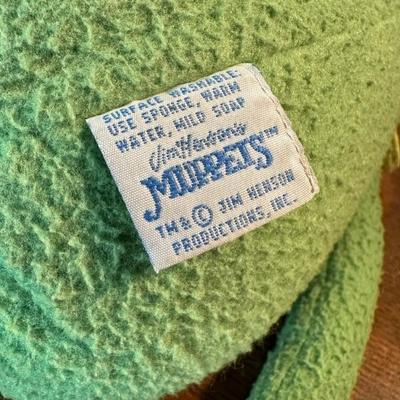 SURFACE WASHABLE:
USE SPONGE, WARM
WATER, MILD SOAP
Jim Henson's
MUPPETS™
TM & © JIM HENSON
PRODUCTIONS, INC.